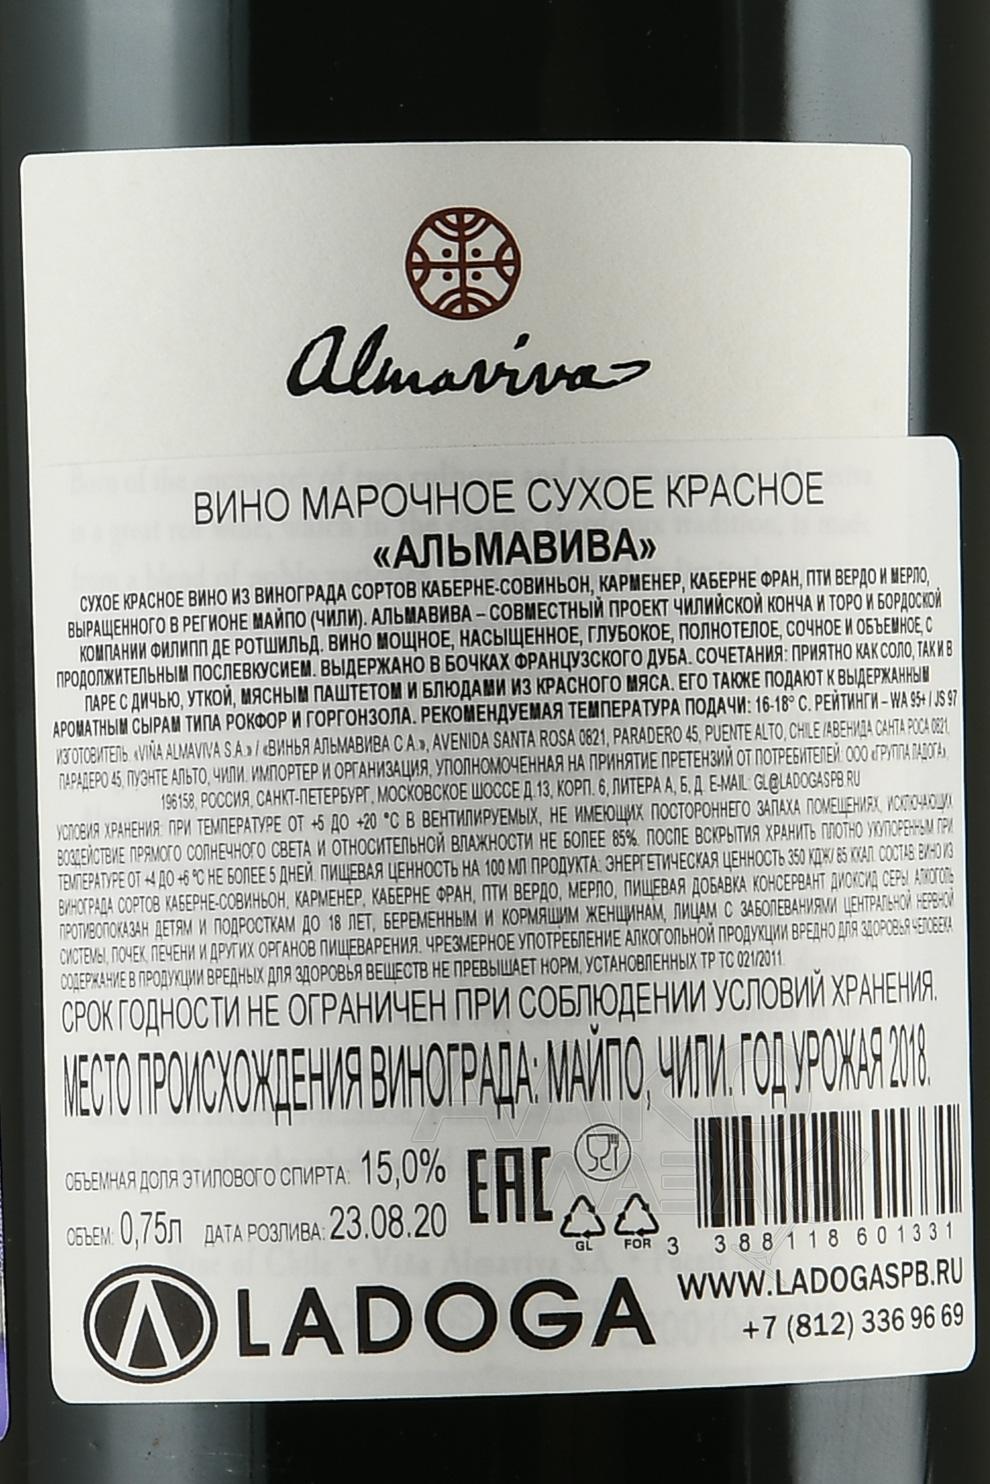 Almaviva
ВИНО МАРОЧНОЕ СУХОЕ КРАСНОЕ
«АЛЬМАВИВА»
СУХОЕ КРАСНОЕ ВИНО ИЗ ВИНОГРАДА СОРТОВ КАБЕРНЕ-СОВИНЬОН, КАРМЕНЕР, КАБЕРНЕ ФРАН, ПТИ ВЕРДО И МЕРЛО,
ВЫРАЩЕННОГО В РЕГИОНЕ МАЙПО (ЧИЛИ). АЛЬМАВИВА – СОВМЕСТНЫЙ ПРОЕКТ ЧИЛИЙСКОЙ КОНЧА И ТОРО И БОРДОСКОЙ
КОМПАНИИ ФИЛИПП ДЕ РОТШИЛЬД. ВИНО МОЩНОЕ, НАСЫЩЕННОЕ, ГЛУБОКОЕ, ПОЛНОТЕЛОЕ, СОЧНОЕ И ОБЪЕМНОЕ, С
ПРОДОЛЖИТЕЛЬНЫМ ПОСЛЕВКУСИЕМ. ВЫДЕРЖАНО В БОЧКАХ ФРАНЦУЗСКОГО ДУБА. СОЧЕТАНИЯ: ПРИЯТНО КАК СОЛО, ТАК И В
ПАРЕ С ДИЧЬЮ, УТКОЙ, МЯСНЫМ ПАШТЕТОМ И БЛЮДАМИ ИЗ КРАСНОГО МЯСА. ЕГО ТАКЖЕ ПОДАЮТ К ВЫДЕРЖАННЫМ
АРОМАТНЫМ СЫРАМ ТИПА РОКФОР И ГОРГОНЗОЛА. РЕКОМЕНДУЕМАЯ ТЕМПЕРАТУРА ПОДАЧИ: 16-18° С. РЕЙТИНГИ – WA 95+ / JS 97
ИЗГОТОВИТЕЛЬ: «VIÑA ALMAVIVA S.A.» / «ВИНЬЯ АЛЬМАВИВА С.А.», AVENIDA SANTA ROSA 0821, PARADERO 45, PUENTE ALTO, CHILE /АВЕНИДА САНТА РОСА 0821,
ПАРАДЕРО 45, ПУЭНТЕ АЛЬТО, ЧИЛИ. ИМПОРТЕР И ОРГАНИЗАЦИЯ, УПОЛНОМОЧЕННАЯ НА ПРИНЯТИЕ ПРЕТЕНЗИЙ ОТ ПОТРЕБИТЕЛЕЙ: ООО «ГРУППА ЛАДОГА»,
196158, РОССИЯ, САНКТ-ПЕТЕРБУРГ, МОСКОВСКОЕ ШОССЕ Д.13, КОРП. 6, ЛИТЕРА А, Б, Д. E-MAIL: GL@LADOGASPB.RU
УСЛОВИЯ ХРАНЕНИЯ: ПРИ ТЕМПЕРАТУРЕ ОТ +5 ДО +20 °С В ВЕНТИЛИРУЕМЫХ, НЕ ИМЕЮЩИХ ПОСТОРОННЕГО ЗАПАХА ПОМЕЩЕНИЯХ, ИСКЛЮЧАЮЩИХ
ВОЗДЕЙСТВИЕ ПРЯМОГО СОЛНЕЧНОГО СВЕТА И ОТНОСИТЕЛЬНОЙ ВЛАЖНОСТИ НЕ БОЛЕЕ 85%. ПОСЛЕ ВСКРЫТИЯ ХРАНИТЬ ПЛОТНО УКУПОРЕННЫМ ПРИ
ТЕМПЕРАТУРЕ ОТ +4 ДО +6 °С НЕ БОЛЕЕ 5 ДНЕЙ. ПИЩЕВАЯ ЦЕННОСТЬ НА 100 МЛ ПРОДУКТА: ЭНЕРГЕТИЧЕСКАЯ ЦЕННОСТЬ 350 КДЖ/ 85 ККАЛ. СОСТАВ: ВИНО ИЗ
ВИНОГРАДА СОРТОВ КАБЕРНЕ-СОВИНЬОН, КАРМЕНЕР, КАБЕРНЕ ФРАН, ПТИ ВЕРДО, МЕРЛО, ПИЩЕВАЯ ДОБАВКА КОНСЕРВАНТ ДИОКСИД СЕРЫ. АЛКОГОЛЬ
ПРОТИВОПОКАЗАН ДЕТЯМ И ПОДРОСТКАМ ДО 18 ЛЕТ, БЕРЕМЕННЫМ И КОРМЯЩИМ ЖЕНЩИНАМ, ЛИЦАМ С ЗАБОЛЕВАНИЯМИ ЦЕНТРАЛЬНОЙ НЕРВНОЙ
СИСТЕМЫ, ПОЧЕК, ПЕЧЕНИ И ДРУГИХ ОРГАНОВ ПИЩЕВАРЕНИЯ. ЧРЕЗМЕРНОЕ УПОТРЕБЛЕНИЕ АЛКОГОЛЬНОЙ ПРОДУКЦИИ ВРЕДНО ДЛЯ ЗДОРОВЬЯ ЧЕЛОВЕКА.
СОДЕРЖАНИЕ В ПРОДУКЦИИ ВРЕДНЫХ ДЛЯ ЗДОРОВЬЯ ВЕЩЕСТВ НЕ ПРЕВЫШАЕТ НОРМ, УСТАНОВЛЕННЫХ ТР ТС 021/2011.
СРОК ГОДНОСТИ НЕ ОГРАНИЧЕН ПРИ СОБЛЮДЕНИИ УСЛОВИЙ ХРАНЕНИЯ.
МЕСТО ПРОИСХОЖДЕНИЯ ВИНОГРАДА: МАЙПО, ЧИЛИ. ГОД УРОЖАЯ 2018.
ОБЪЕМНАЯ ДОЛЯ ЭТИЛОВОГО СПИРТА: 15,0%
ОБЪЕМ: 0,75л ДАТА РОЗЛИВА: 23.08.20
EAC
GL FOR
3 388118 601331
LADOGA
WWW.LADOGASPB.RU
+7 (812) 336 96 69